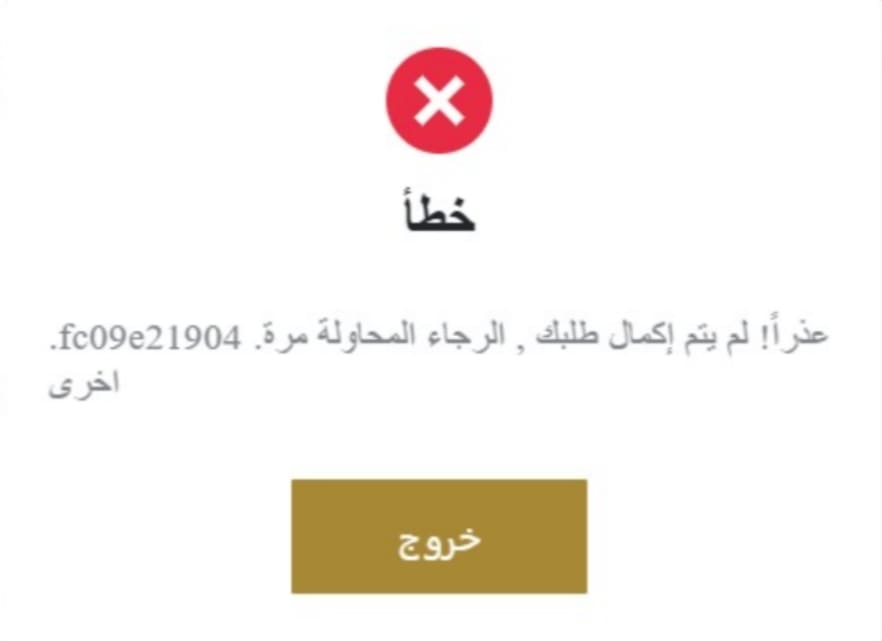 خطأ
عذراً! لم يتم إكمال طلبك , الرجاء المحاولة مرة. fc09e21904.
اخرى
خروج